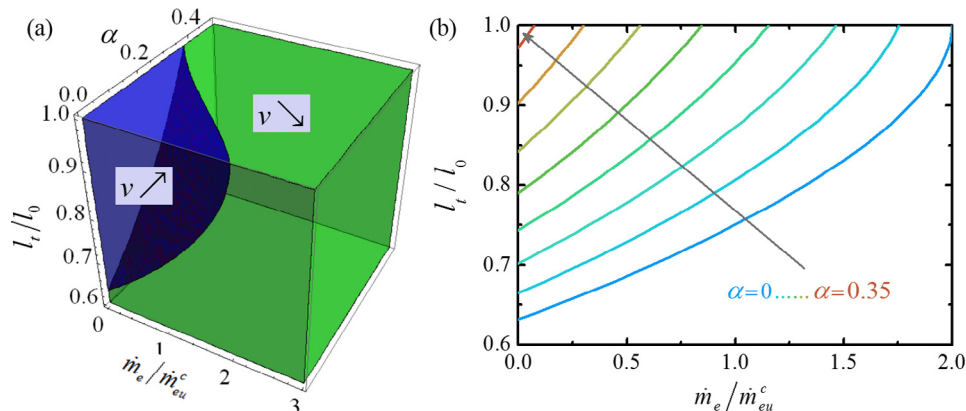 (a)
α
0.4
0.2
0.0
1.0
0.9
0.8
0.7
0.6
l_t/l_0
v ↗
v ↘
0
1
2
3
ṁ_e/ṁ^c_eu
(b)
1.0
0.9
0.8
0.7
0.6
l_t/l_0
α=0......α=0.35
0.0
0.5
1.0
1.5
2.0
ṁ_e/ṁ^c_eu